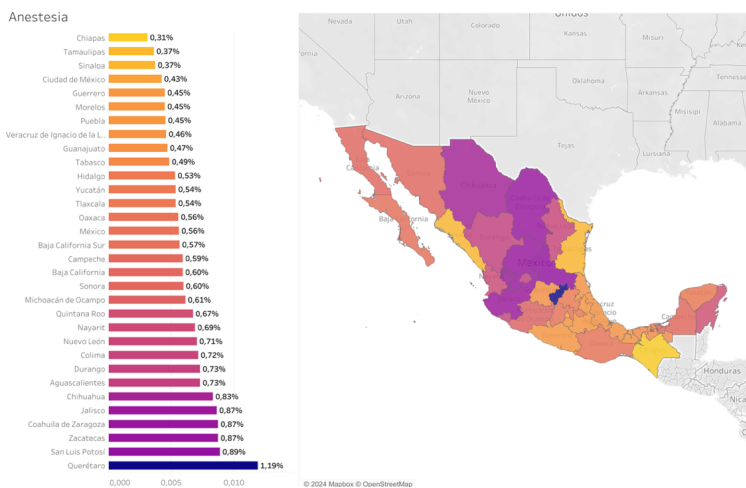 Anestesia
Chiapas 0,31%
Tamaulipas 0,37%
Sinaloa 0,37%
Ciudad de México 0,43%
Guerrero 0,45%
Morelos 0,45%
Puebla 0,45%
Veracruz de Ignacio de la L... 0,46%
Guanajuato 0,47%
Tabasco 0,49%
Hidalgo 0,53%
Yucatán 0,54%
Tlaxcala 0,54%
Oaxaca 0,56%
México 0,56%
Baja California Sur 0,57%
Campeche 0,59%
Baja California 0,60%
Sonora 0,60%
Michoacán de Ocampo 0,61%
Quintana Roo 0,67%
Nayarit 0,69%
Nuevo León 0,71%
Colima 0,72%
Durango 0,73%
Aguascalientes 0,73%
Chihuahua 0,83%
Jalisco 0,87%
Coahuila de Zaragoza 0,87%
Zacatecas 0,87%
San Luis Potosí 0,89%
Querétaro 1,19%
0,000 0,005 0,010
Unidos
Nevada
Utah
Colorado
Kansas
Misuri
Arizona
Nuevo
México
Oklahoma
Arkansas
Tennesse
Misisipi
Alabama
Texas
Luisiana
México
Honduras
Nica
© 2024 Mapbox © OpenStreetMap